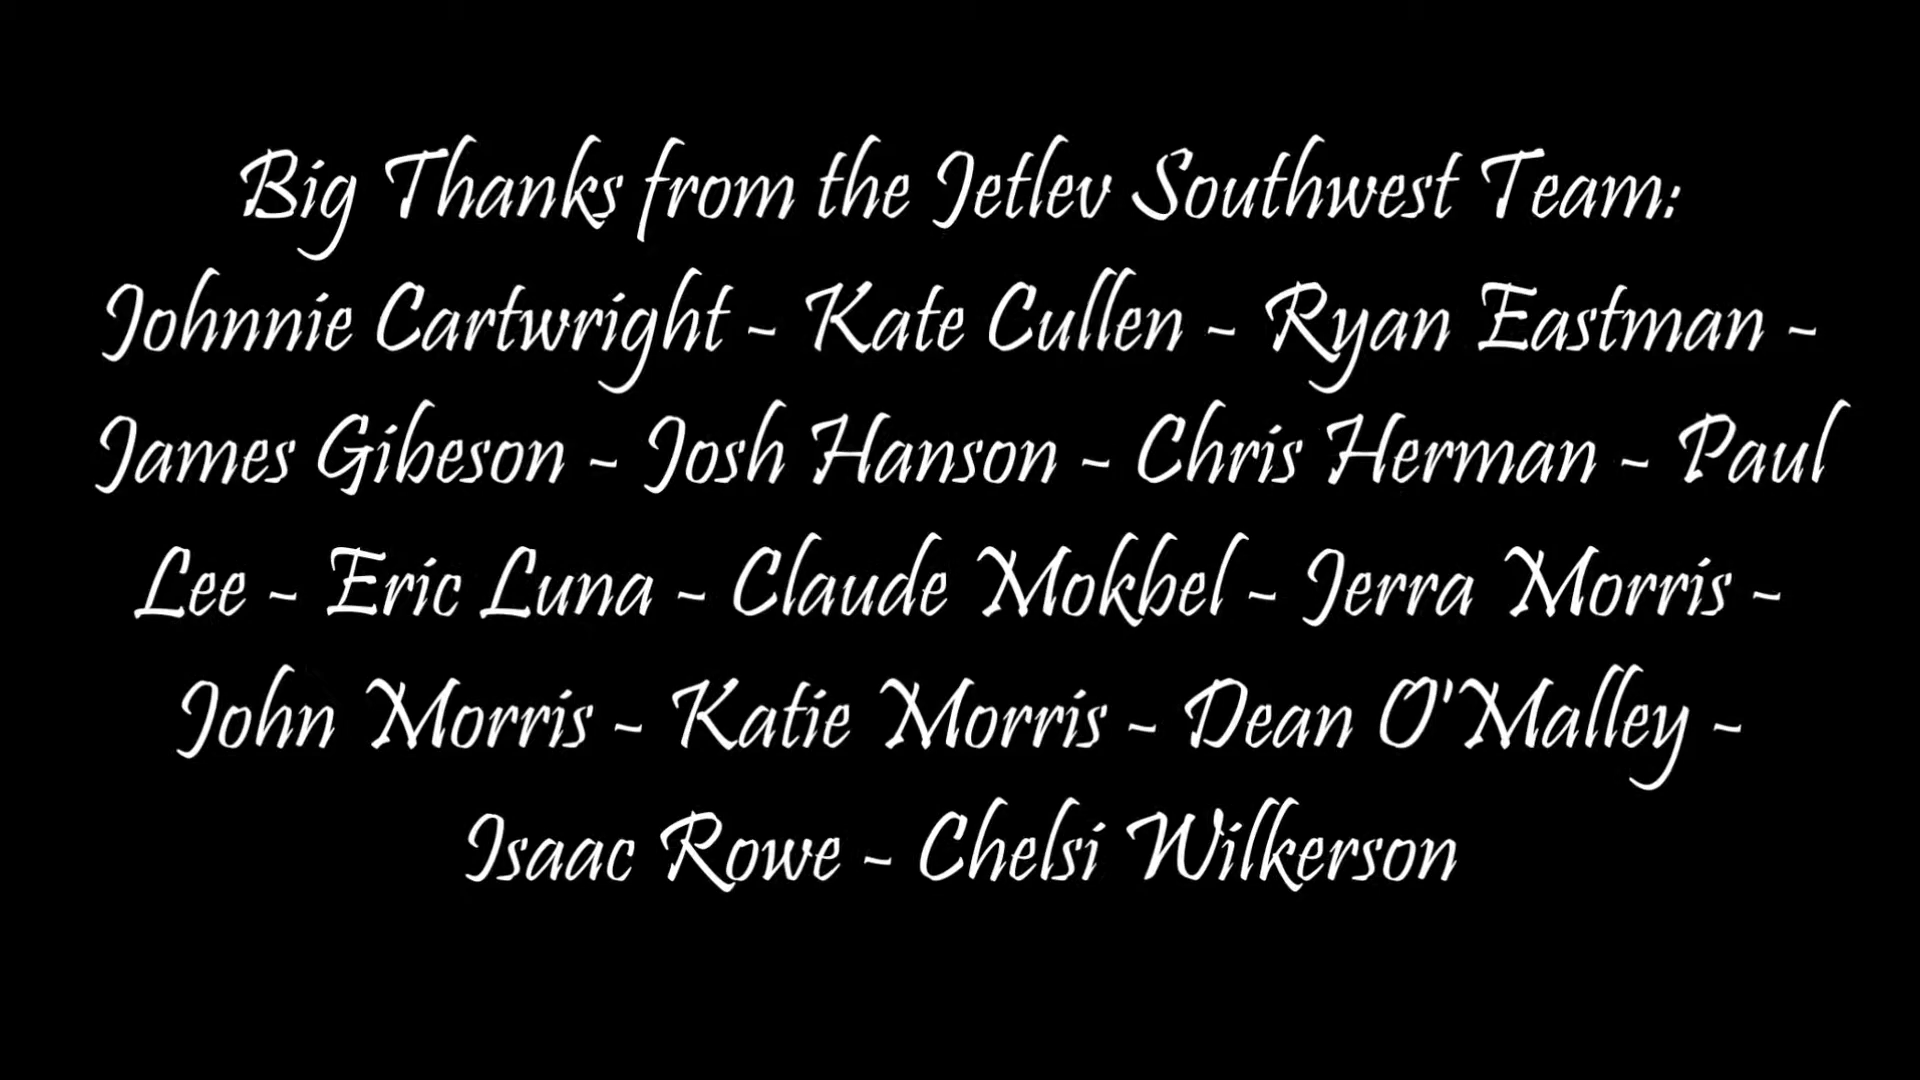 Big Thanks from the Jetlev Southwest Team:
Johnnie Cartwright - Kate Cullen - Ryan Eastman -
James Gibeson - Josh Hanson - Chris Herman - Paul
Lee - Eric Luna - Claude Mokbel - Jerra Morris -
John Morris - Katie Morris - Dean O'Malley -
Isaac Rowe - Chelsi Wilkerson